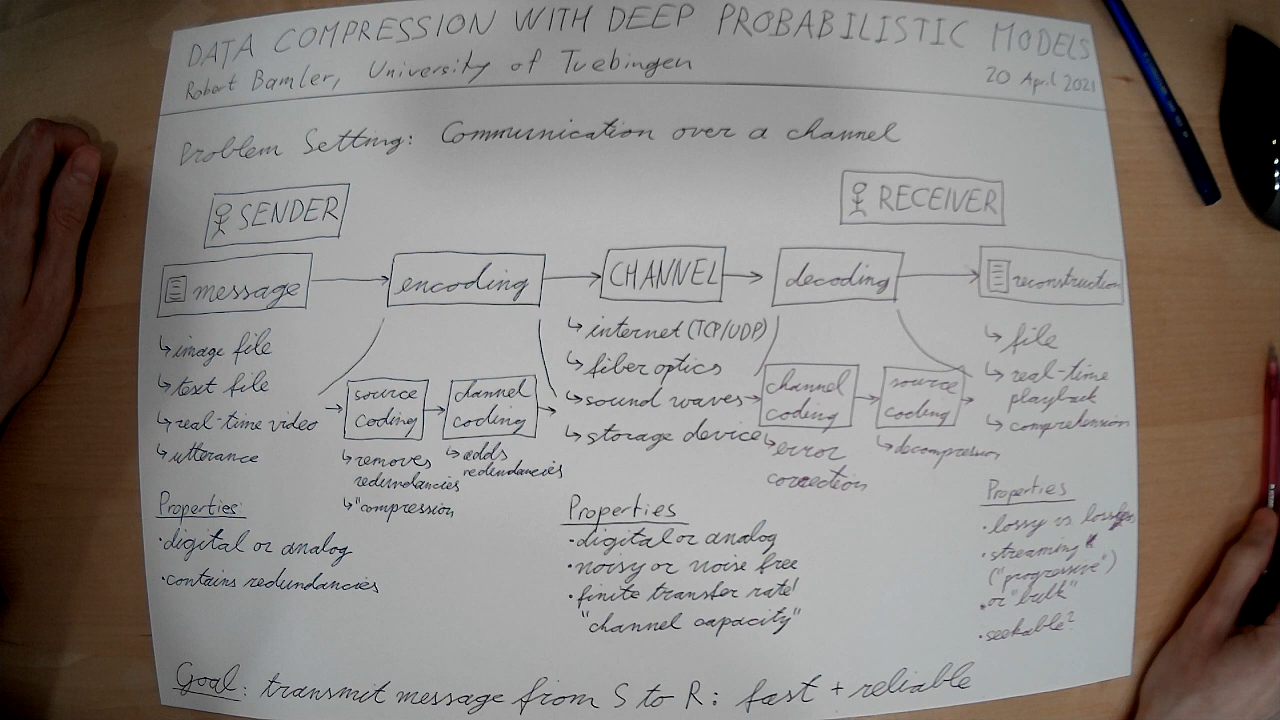 DATA COMPRESSION WITH DEEP PROBABILISTIC MODELS
Robert Bamler, University of Tuebingen
20 April 2021
Problem Setting: Communication over a channel
SENDER
RECEIVER
message
encoding
CHANNEL
decoding
reconstruction
↳ image file
↳ text file
↳ real-time video
↳ utterance
source
coding
↳ removes
redundancies
↳ "compression
channel
coding
↳ adds
redundancies
↳ internet (TCP/UDP)
↳ fiber optics
↳ sound waves
↳ storage device
channel
coding
↳ error
correction
source
coding
↳ decompression
↳ file
↳ real-time
playback
↳ comprehension
Properties:
· digital or analog
· contains redundancies
Properties
· digital or analog
· noisy or noise free
· finite transfer rate
"channel capacity"
Properties
· lossy vs. lossless
· streaming"
("progressive")
· or "bulk"
· seekable?
Goal: transmit message from S to R: fast + reliable